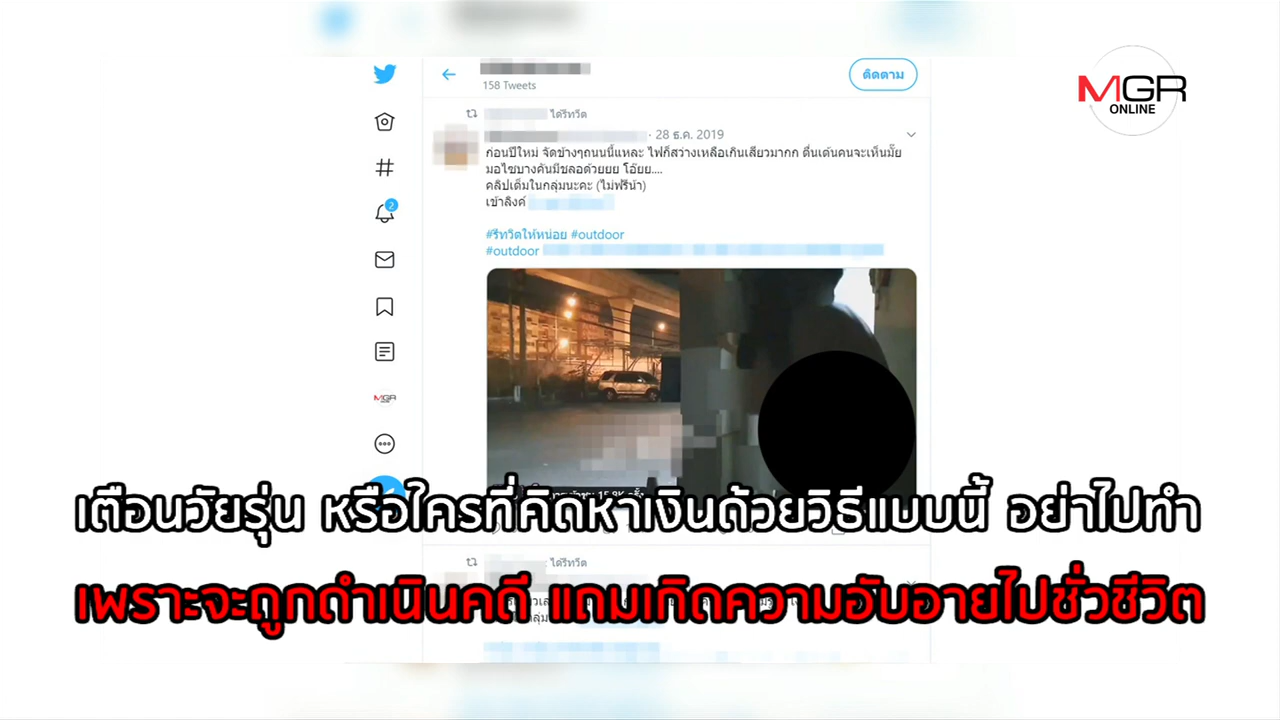 MGR
ONLINE
158 Tweets
ติดตาม
ได้รีทวีต
· 28 ธ.ค. 2019
ก่อนปีใหม่ จัดข้างๆถนนนี้แหละ ไฟก็สว่างเหลือเกินเสียวมากก ตื่นเต้นคนจะเห็นมั้ย
มอไซบางคันมีชลอด้วยยย โอ๊ยย....
คลิปเต็มในกลุ่มนะคะ (ไม่ฟรีน้า)
เข้าลิงค์
#รีทวิตให้หน่อย #outdoor
#outdoor
2
MGR
เตือนวัยรุ่น หรือใครที่คิดหาเงินด้วยวิธีแบบนี้ อย่าไปทำ
ได้รีทวีต
เพราะจะถูกดำเนินคดี แถมเกิดความอับอายไปชั่วชีวิต